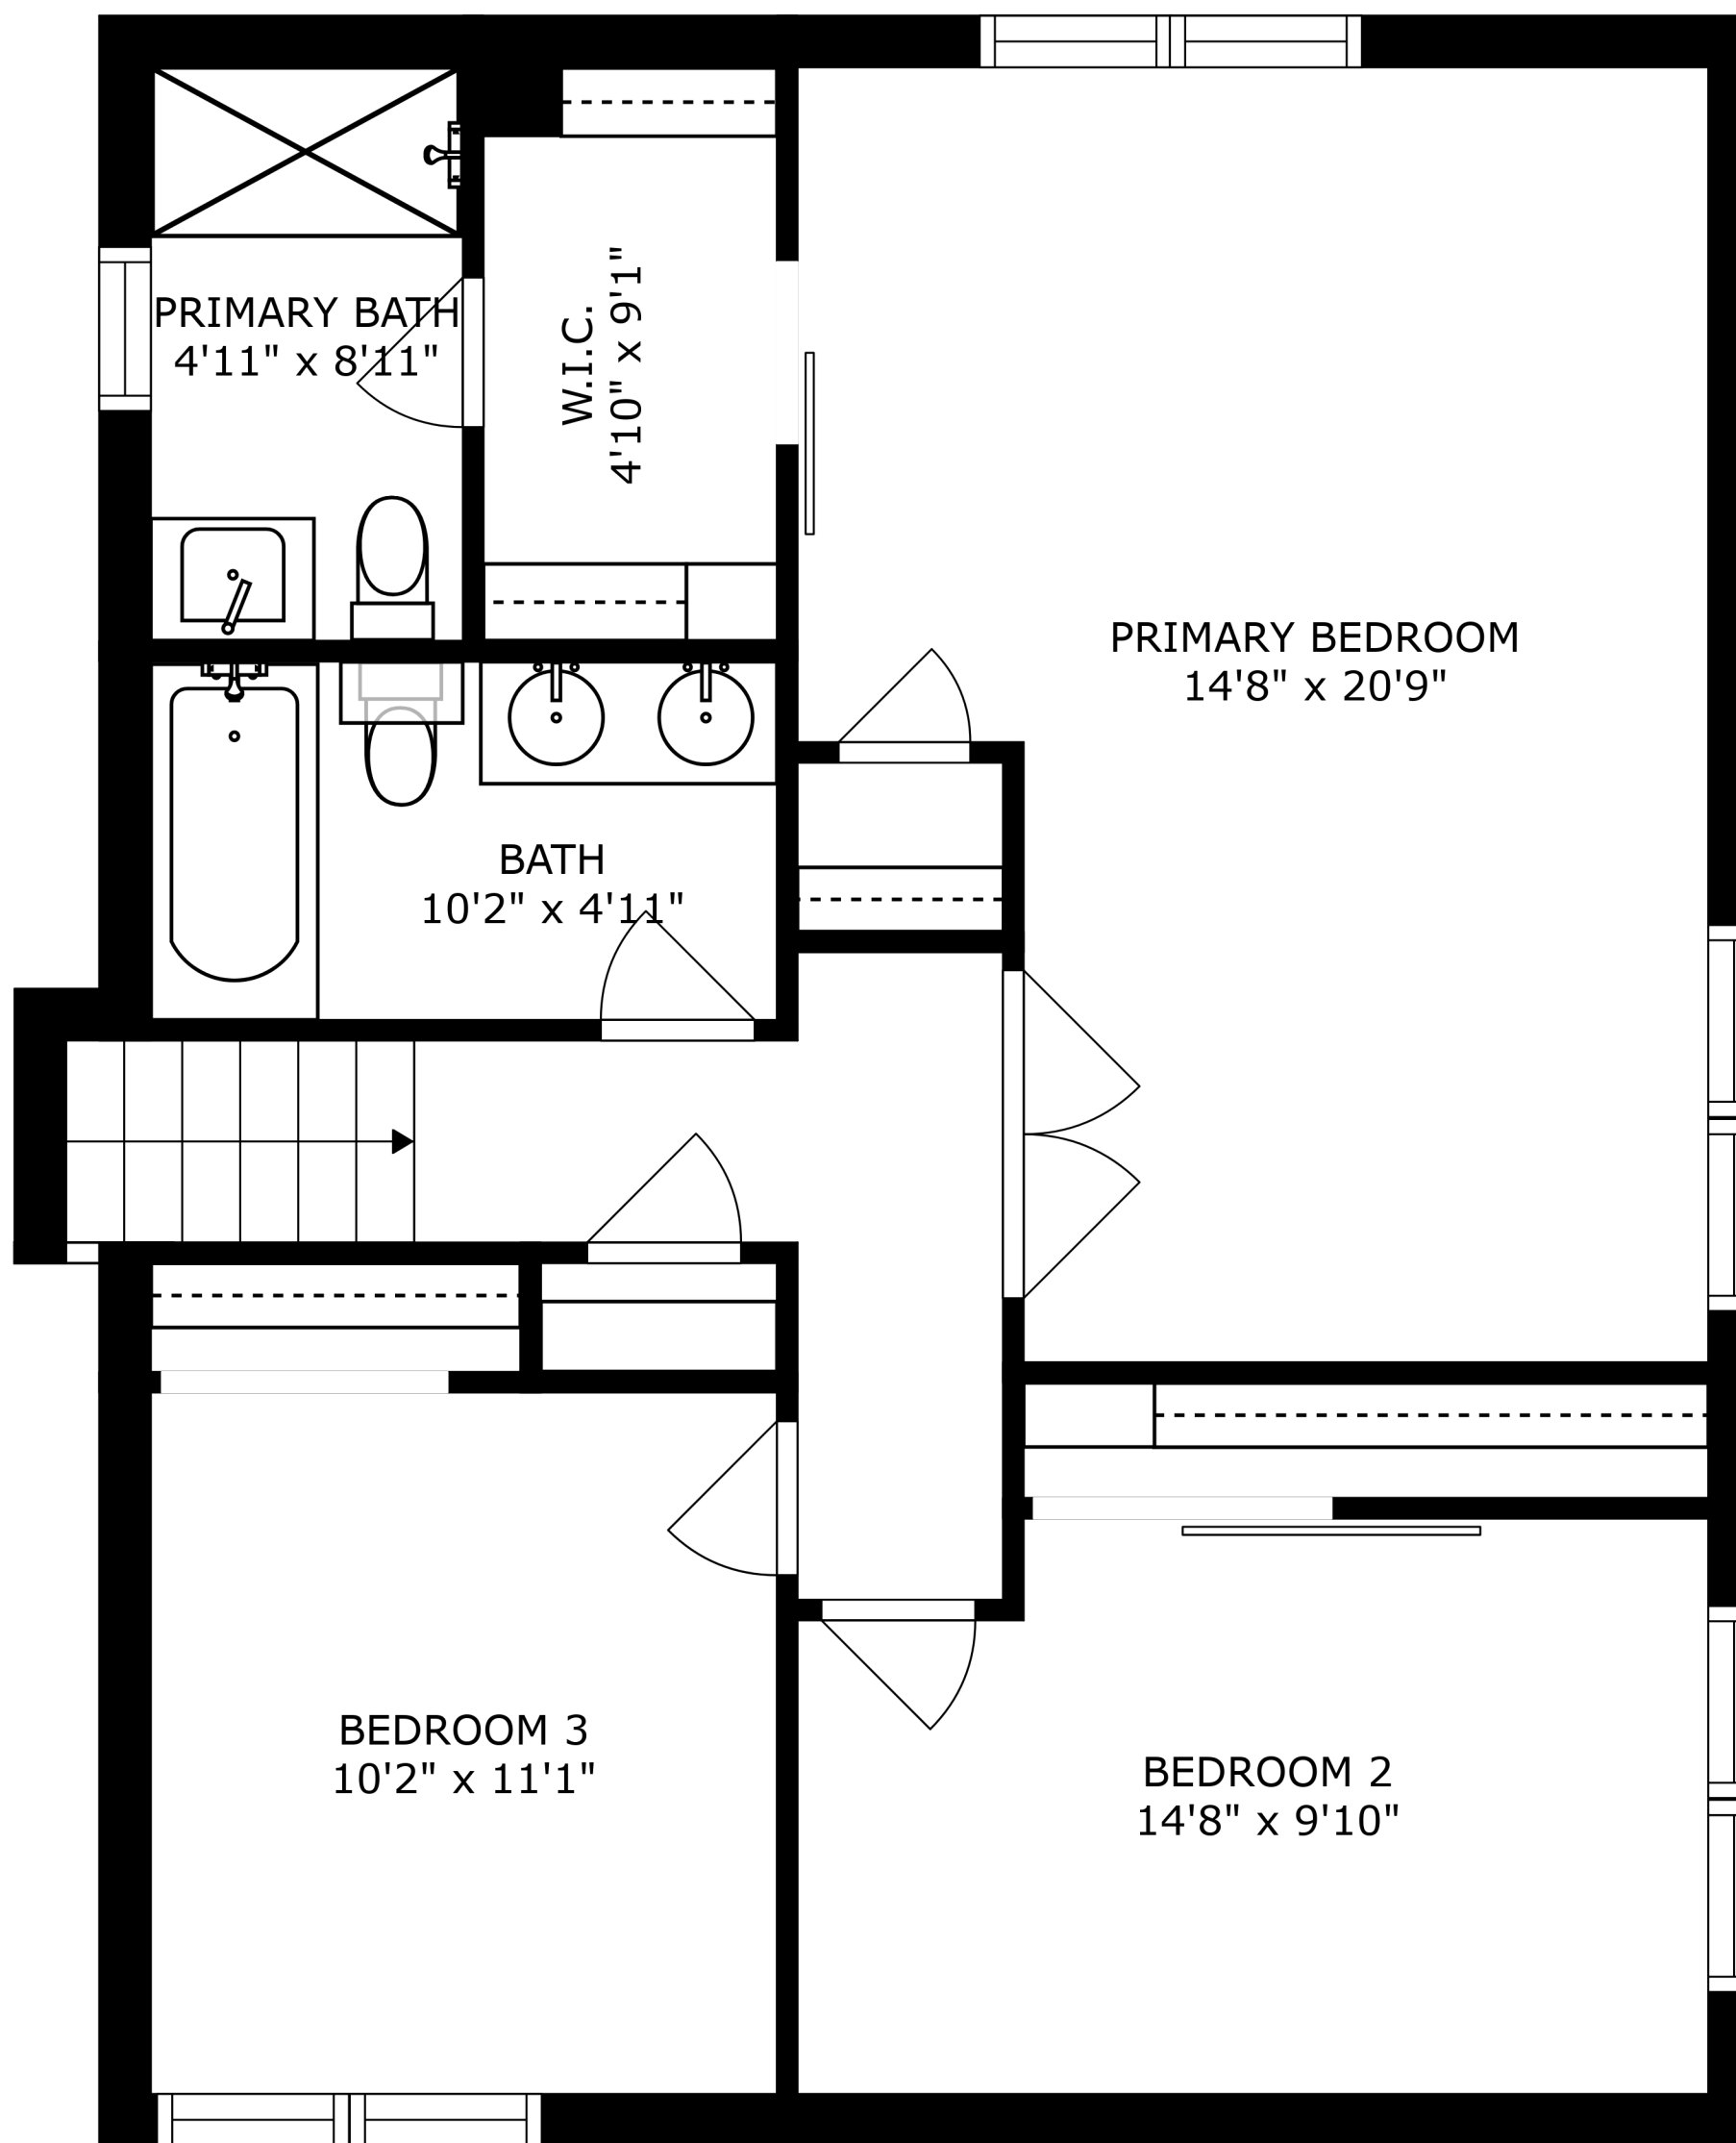 PRIMARY BATH
4'11" x 8'11"
W.I.C.
4'10" x 9'1"
PRIMARY BEDROOM
14'8" x 20'9"
BATH
10'2" x 4'11"
BEDROOM 3
10'2" x 11'1"
BEDROOM 2
14'8" x 9'10"